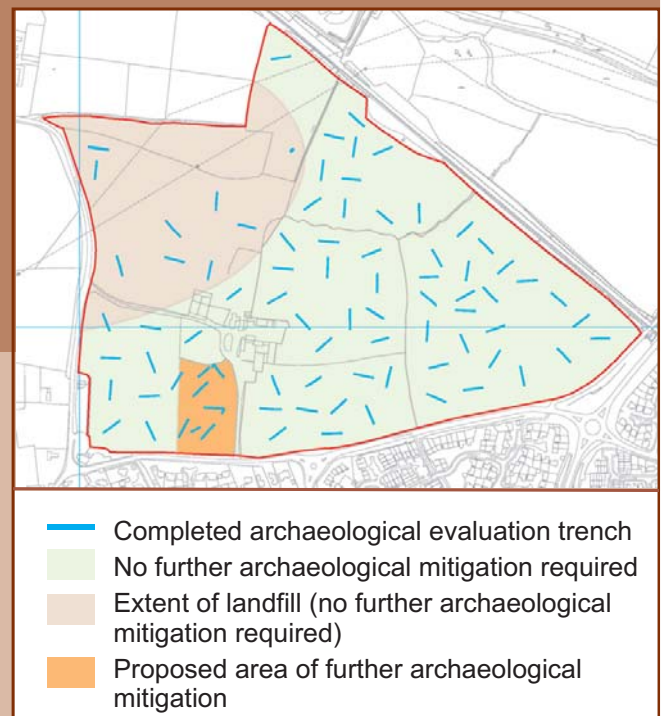 Completed archaeological evaluation trench
No further archaeological mitigation required
Extent of landfill (no further archaeological
mitigation required)
Proposed area of further archaeological
mitigation